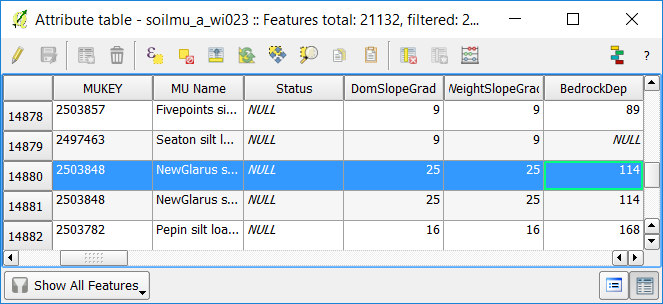 Attribute table - soilmu_a_wi023 :: Features total: 21132, filtered: 2...
?
MUKEY MU Name Status DomSlopeGrad WeightSlopeGrad BedrockDep
14878 2503857 Fivepoints si... NULL 9 9 89
14879 2497463 Seaton silt l... NULL 9 9 NULL
14880 2503848 NewGlarus s... NULL 25 25 114
14881 2503848 NewGlarus s... NULL 25 25 114
14882 2503782 Pepin silt loa... NULL 16 16 168
Show All Features